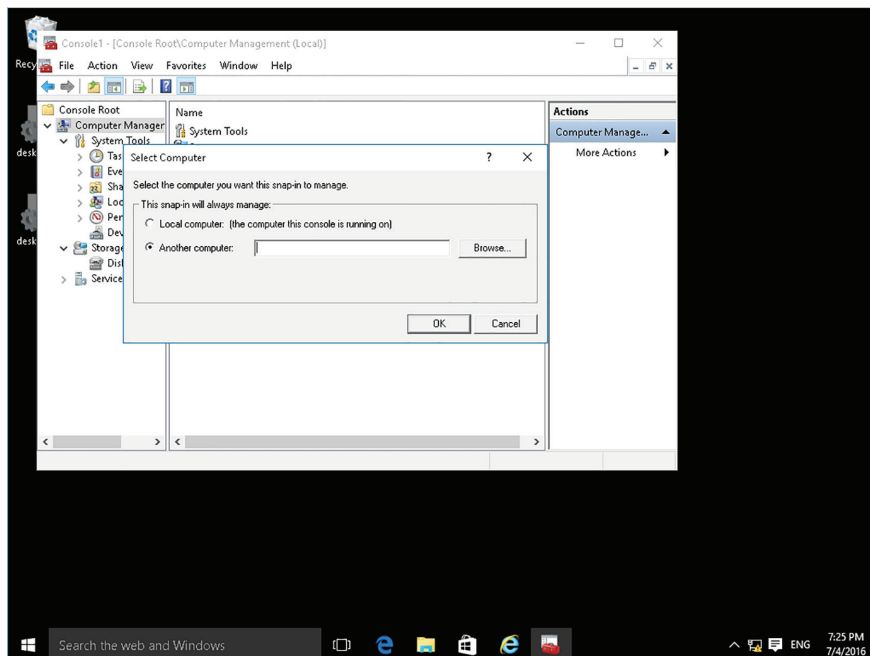 Recy
Console1 - [Console Root\Computer Management (Local)]
File Action View Favorites Window Help
Console Root
Computer Manager
System Tools
Tas
Eve
Sha
Loc
Per
Dev
Storage
Disk
Service
Name
System Tools
Actions
Computer Manage...
More Actions
desk
desk
Select Computer
Select the computer you want this snap-in to manage.
This snap-in will always manage:
Local computer: (the computer this console is running on)
Another computer:
Browse...
OK
Cancel
Search the web and Windows
ENG
7:25 PM
7/4/2016